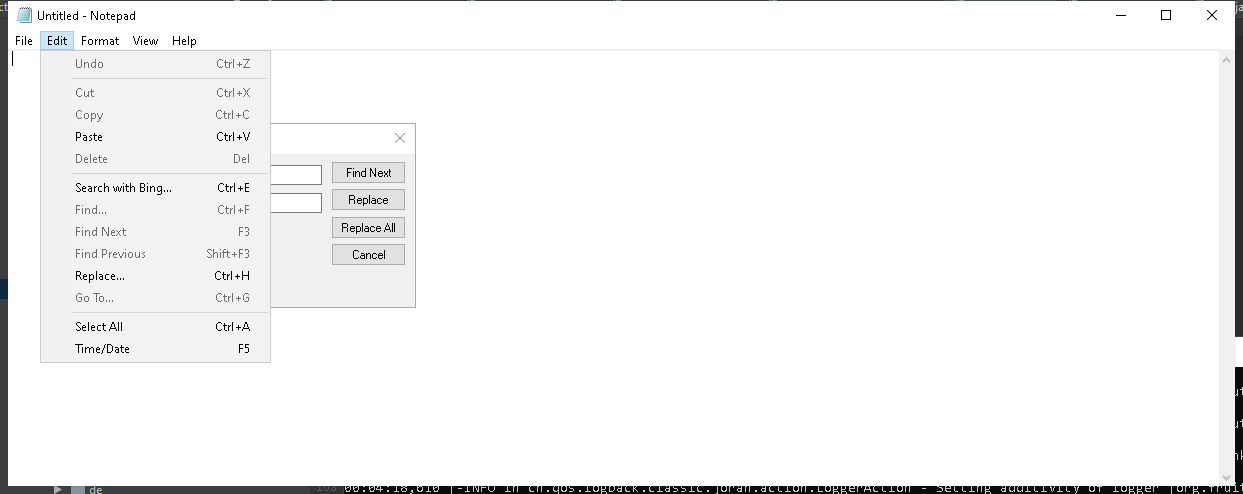 Untitled - Notepad
File Edit Format View Help
Undo Ctrl+Z
Cut Ctrl+X
Copy Ctrl+C
Paste Ctrl+V
Delete Del
Search with Bing... Ctrl+E
Find... Ctrl+F
Find Next F3
Find Previous Shift+F3
Replace... Ctrl+H
Go To... Ctrl+G
Select All Ctrl+A
Time/Date F5
Find Next
Replace
Replace All
Cancel
de
00:04:18,610 |-INFO in ch.qos.logback.classic.joran.action.LoggerAction - Setting additivity of logger